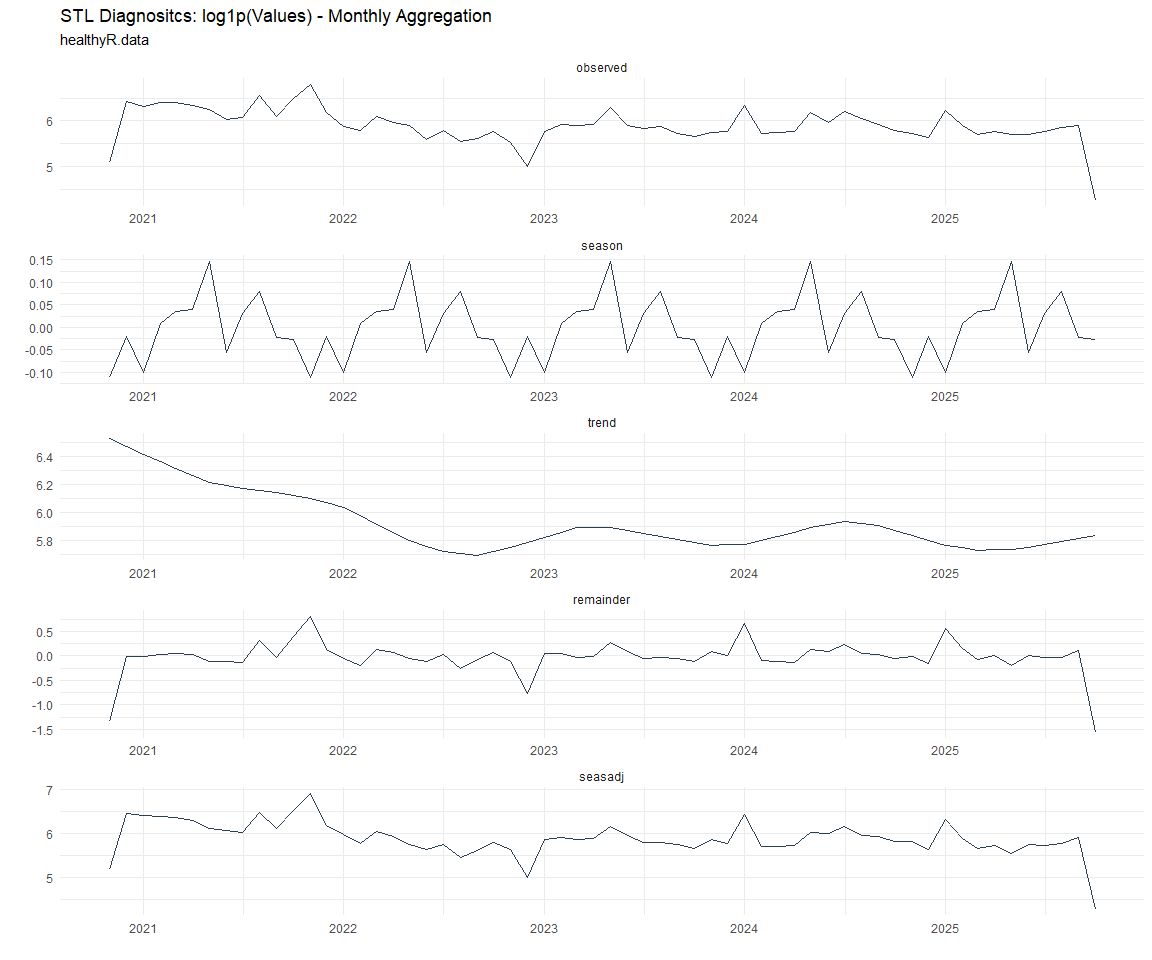 STL Diagnositcs: log1p(Values) - Monthly Aggregation
healthyR.data
observed
6
5
2021 2022 2023 2024 2025
season
0.15
0.10
0.05
0.00
-0.05
-0.10
2021 2022 2023 2024 2025
trend
6.4
6.2
6.0
5.8
2021 2022 2023 2024 2025
remainder
0.5
0.0
-0.5
-1.0
-1.5
2021 2022 2023 2024 2025
seasadj
7
6
5
2021 2022 2023 2024 2025